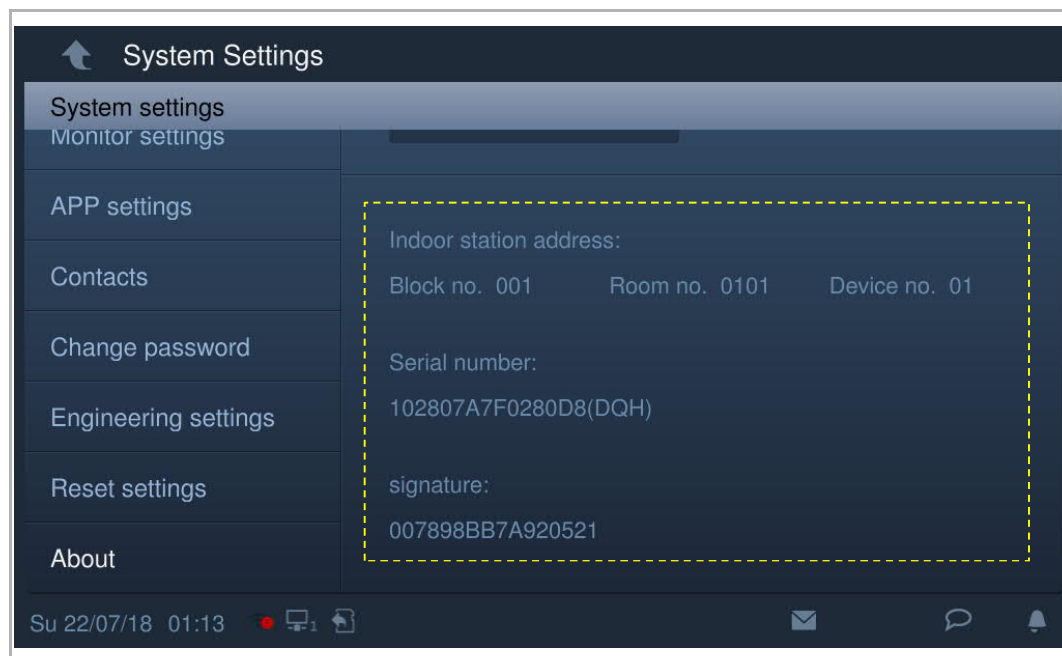 System Settings
System settings
Monitor settings
APP settings
Contacts
Change password
Engineering settings
Reset settings
About
Indoor station address:
Block no. 001 Room no. 0101 Device no. 01
Serial number:
102807A7F0280D8(DQH)
signature:
007898BB7A920521
Su 22/07/18 01:13 1